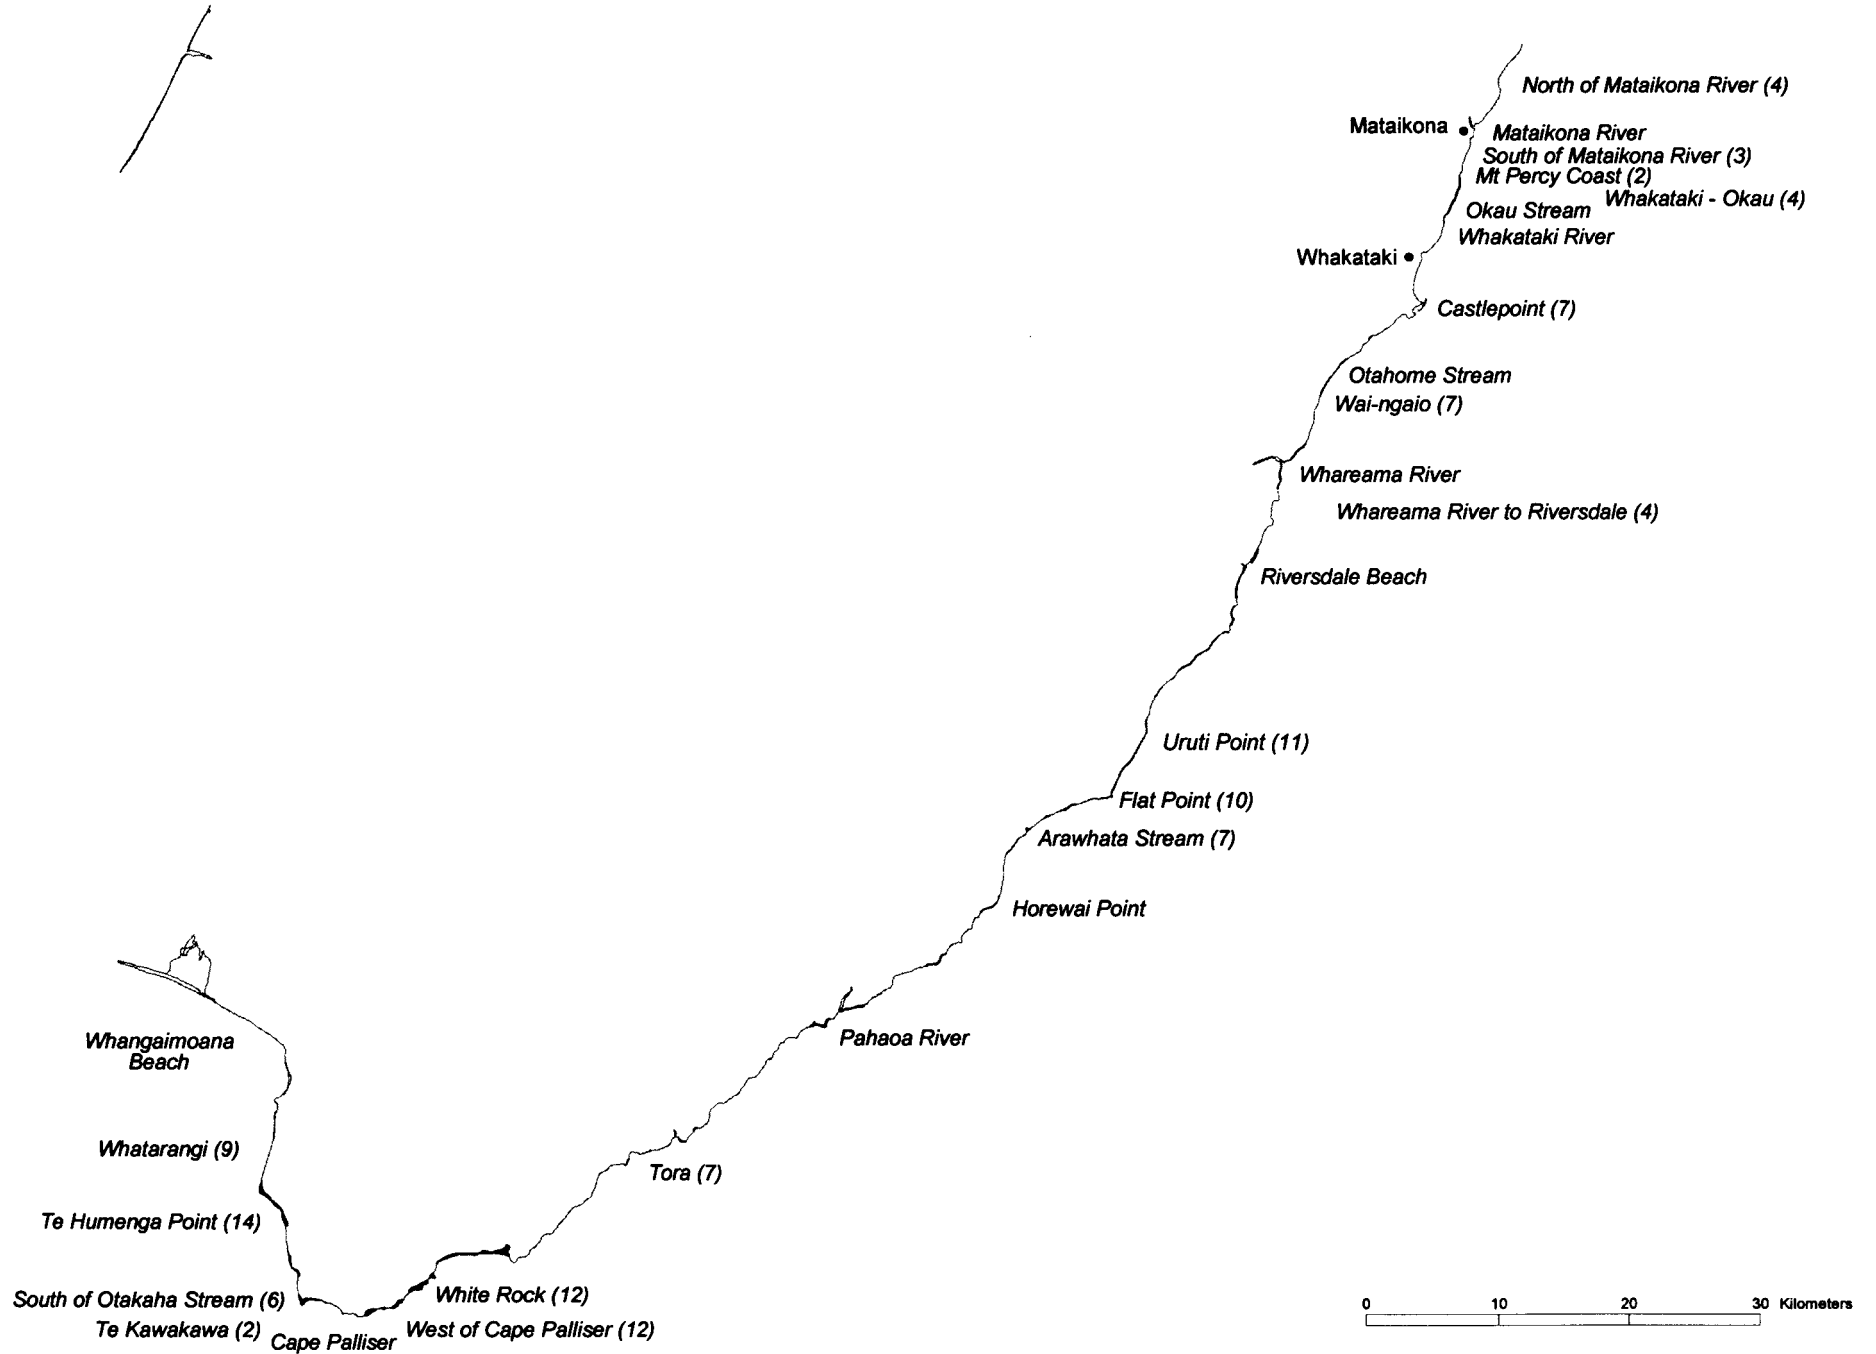 North of Mataikona River (4)
Mataikona
Mataikona River
South of Mataikona River (3)
Mt Percy Coast (2)
Whakataki - Okau (4)
Okau Stream
Whakataki River
Whakataki
Castlepoint (7)
Otahome Stream
Wai-ngaio (7)
Whareama River
Whareama River to Riversdale (4)
Riversdale Beach
Uruti Point (11)
Flat Point (10)
Arawhata Stream (7)
Horewai Point
Pahaoa River
Whangaimoana
Beach
Whatarangi (9)
Tora (7)
Te Humenga Point (14)
White Rock (12)
South of Otakaha Stream (6)
Te Kawakawa (2)
Cape Palliser
West of Cape Palliser (12)
0 10 20 30 Kilometers